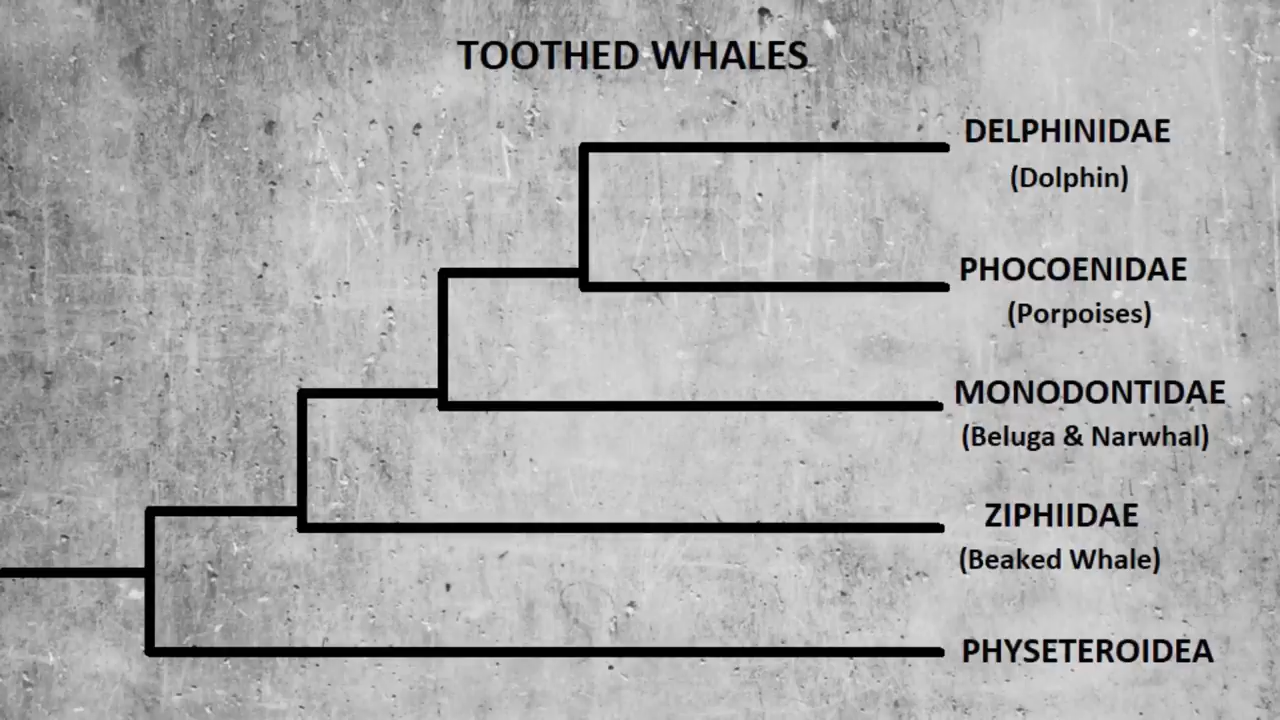 TOOTHED WHALES
DELPHINIDAE
(Dolphin)
PHOCOENIDAE
(Porpoises)
MONODONTIDAE
(Beluga & Narwhal)
ZIPHIIDAE
(Beaked Whale)
PHYSETEROIDEA